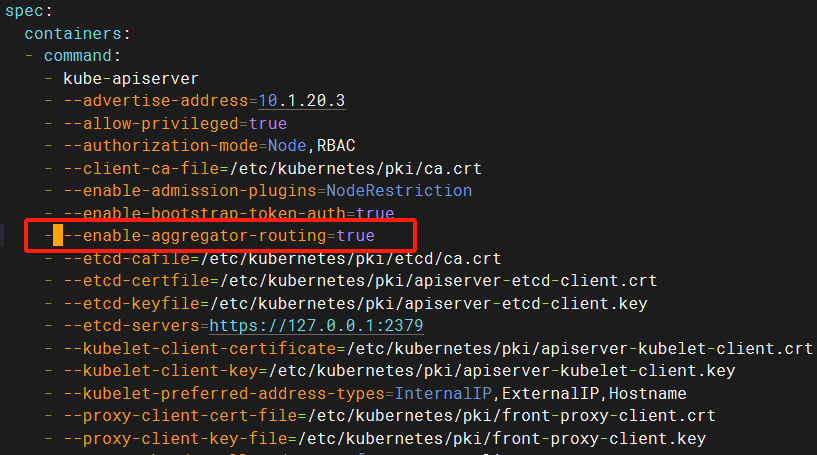 spec:
containers:
- command:
- kube-apiserver
- --advertise-address=10.1.20.3
- --allow-privileged=true
- --authorization-mode=Node,RBAC
- --client-ca-file=/etc/kubernetes/pki/ca.crt
- --enable-admission-plugins=NodeRestriction
- --enable-bootstrap-token-auth=true
- --enable-aggregator-routing=true
- --etcd-cafile=/etc/kubernetes/pki/etcd/ca.crt
- --etcd-certfile=/etc/kubernetes/pki/apiserver-etcd-client.crt
- --etcd-keyfile=/etc/kubernetes/pki/apiserver-etcd-client.key
- --etcd-servers=https://127.0.0.1:2379
- --kubelet-client-certificate=/etc/kubernetes/pki/apiserver-kubelet-client.crt
- --kubelet-client-key=/etc/kubernetes/pki/apiserver-kubelet-client.key
- --kubelet-preferred-address-types=InternalIP,ExternalIP,Hostname
- --proxy-client-cert-file=/etc/kubernetes/pki/front-proxy-client.crt
- --proxy-client-key-file=/etc/kubernetes/pki/front-proxy-client.key